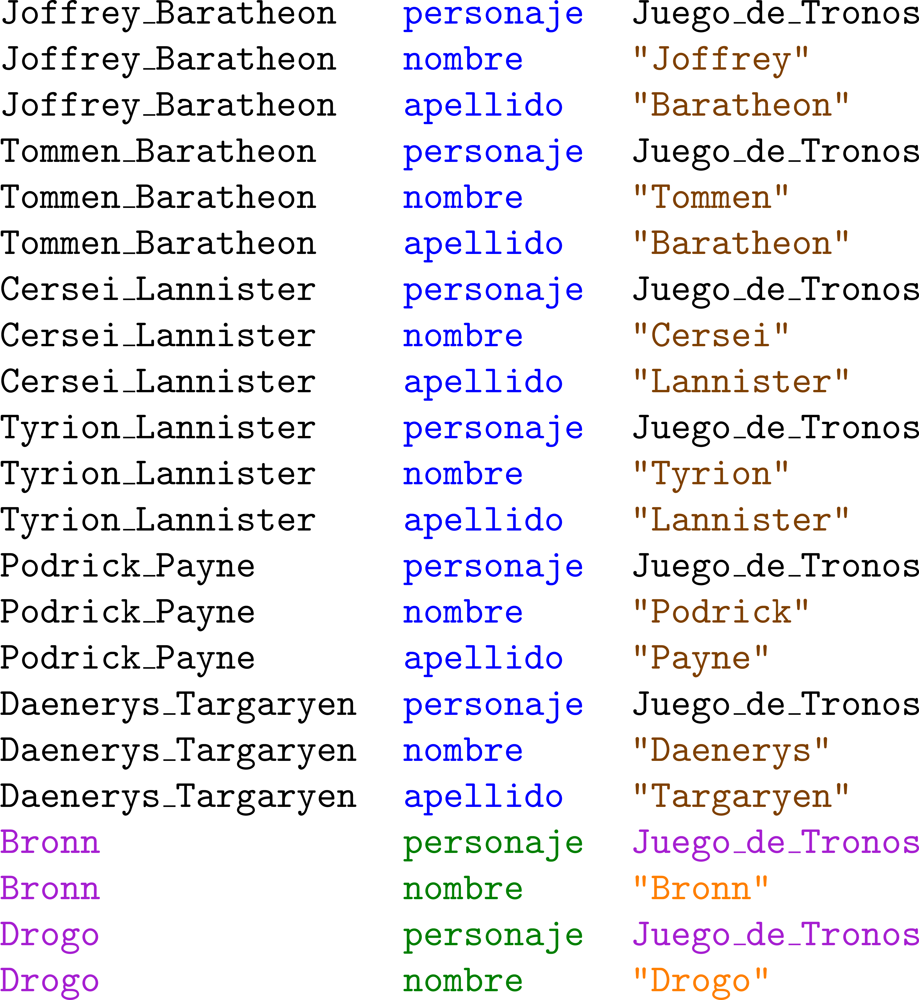 Joffrey_Baratheon personaje Juego_de_Tronos
Joffrey_Baratheon nombre "Joffrey"
Joffrey_Baratheon apellido "Baratheon"
Tommen_Baratheon personaje Juego_de_Tronos
Tommen_Baratheon nombre "Tommen"
Tommen_Baratheon apellido "Baratheon"
Cersei_Lannister personaje Juego_de_Tronos
Cersei_Lannister nombre "Cersei"
Cersei_Lannister apellido "Lannister"
Tyrion_Lannister personaje Juego_de_Tronos
Tyrion_Lannister nombre "Tyrion"
Tyrion_Lannister apellido "Lannister"
Podrick_Payne personaje Juego_de_Tronos
Podrick_Payne nombre "Podrick"
Podrick_Payne apellido "Payne"
Daenerys_Targaryen personaje Juego_de_Tronos
Daenerys_Targaryen nombre "Daenerys"
Daenerys_Targaryen apellido "Targaryen"
Bronn personaje Juego_de_Tronos
Bronn nombre "Bronn"
Drogo personaje Juego_de_Tronos
Drogo nombre "Drogo"